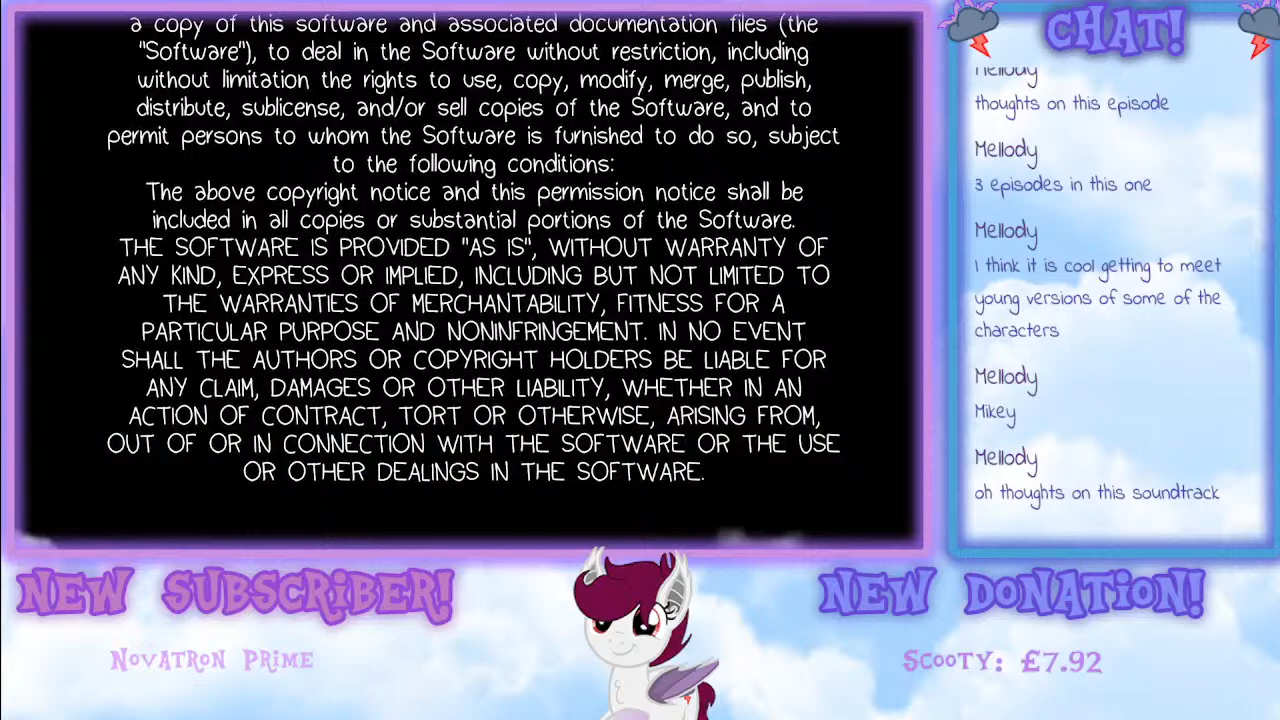 a copy of this software and associated documentation files (the
"Software"), to deal in the Software without restriction, including
without limitation the rights to use, copy, modify, merge, publish,
distribute, sublicense, and/or sell copies of the Software, and to
permit persons to whom the Software is furnished to do so, subject
to the following conditions:
The above copyright notice and this permission notice shall be
included in all copies or substantial portions of the Software.
THE SOFTWARE IS PROVIDED "AS IS", WITHOUT WARRANTY OF
ANY KIND, EXPRESS OR IMPLIED, INCLUDING BUT NOT LIMITED TO
THE WARRANTIES OF MERCHANTABILITY, FITNESS FOR A
PARTICULAR PURPOSE AND NONINFRINGEMENT. IN NO EVENT
SHALL THE AUTHORS OR COPYRIGHT HOLDERS BE LIABLE FOR
ANY CLAIM, DAMAGES OR OTHER LIABILITY, WHETHER IN AN
ACTION OF CONTRACT, TORT OR OTHERWISE, ARISING FROM,
OUT OF OR IN CONNECTION WITH THE SOFTWARE OR THE USE
OR OTHER DEALINGS IN THE SOFTWARE.
CHAT!
Mellody
thoughts on this episode
Mellody
3 episodes in this one
Mellody
I think it is cool getting to meet
young versions of some of the
characters
Mellody
Mikey
Mellody
oh thoughts on this soundtrack
NEW SUBSCRIBER!
Novatron Prime
NEW DONATION!
Scooty: £7.92